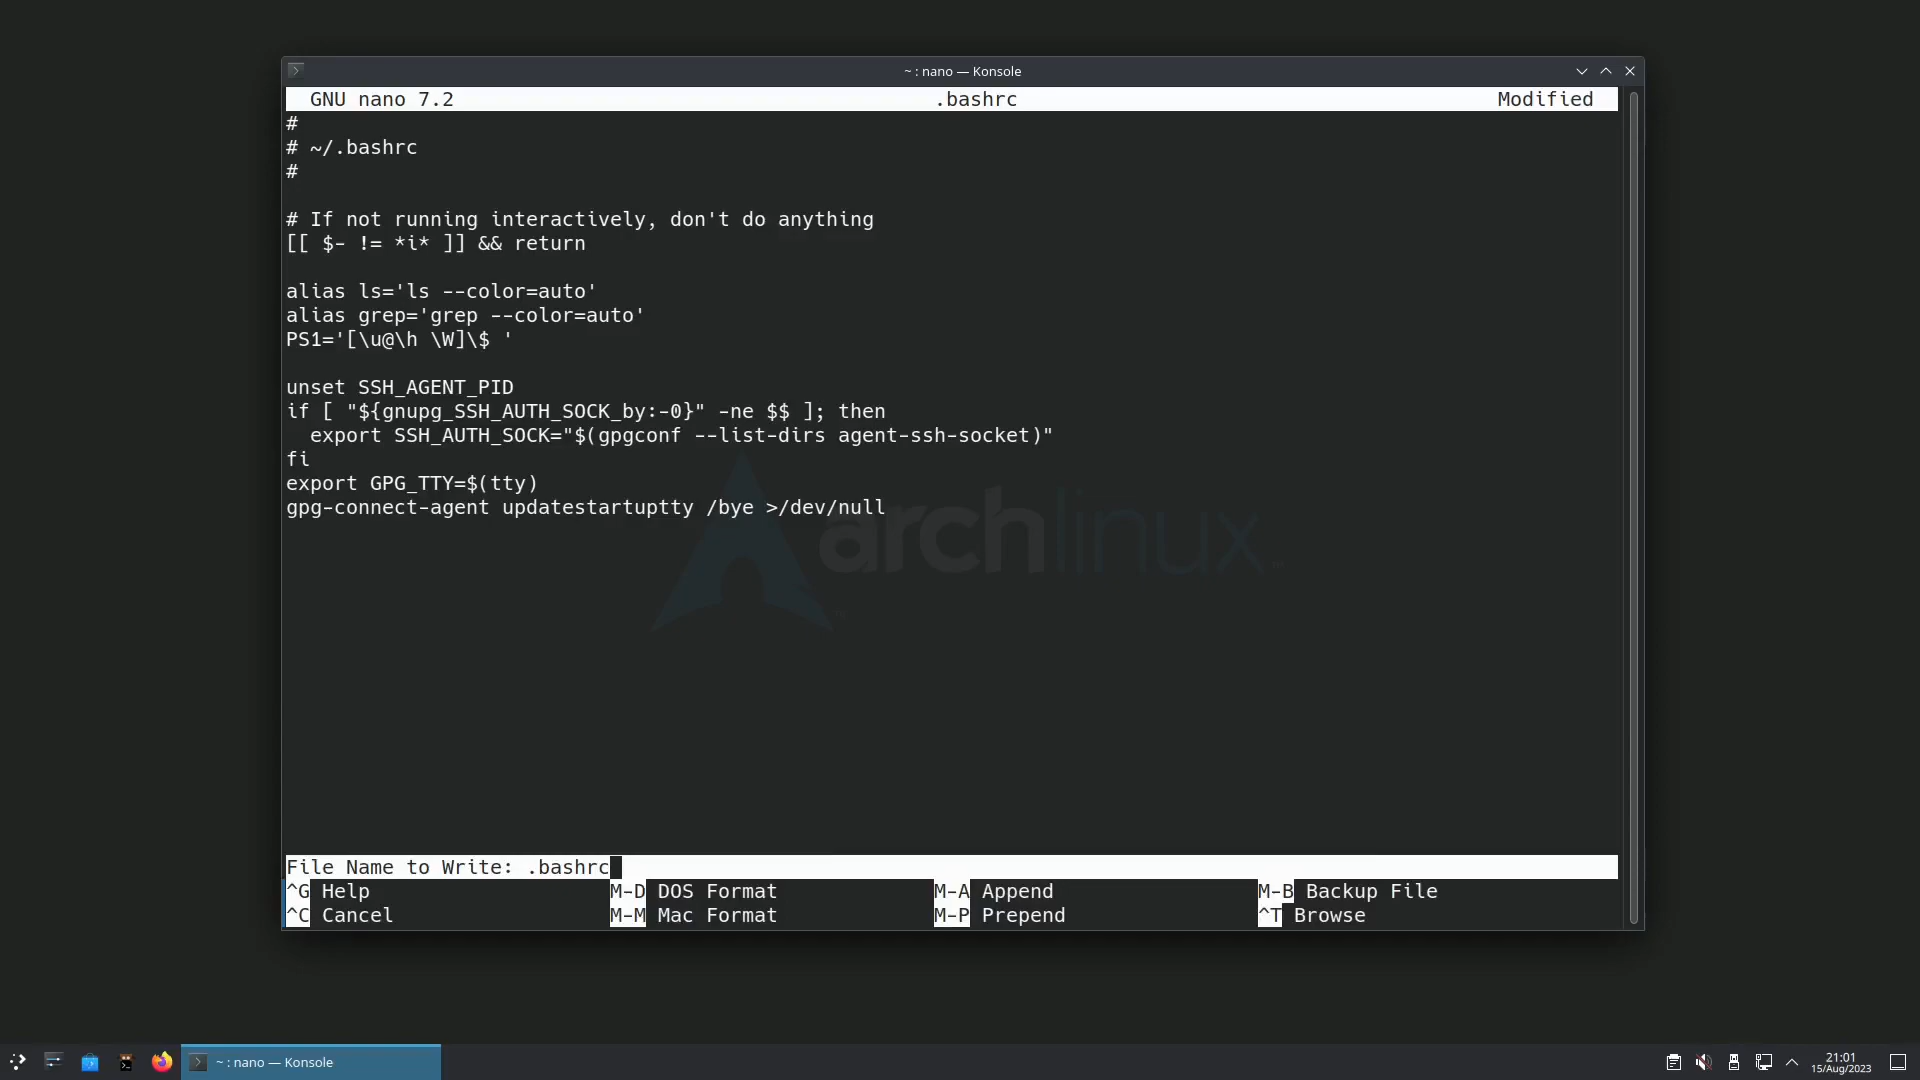 ~ : nano — Konsole
GNU nano 7.2 .bashrc Modified
#
# ~/.bashrc
#
# If not running interactively, don't do anything
[[ $- != *i* ]] && return
alias ls='ls --color=auto'
alias grep='grep --color=auto'
PS1='[\u@\h \W]\$ '
unset SSH_AGENT_PID
if [ "${gnupg_SSH_AUTH_SOCK_by:-0}" -ne $$ ]; then
  export SSH_AUTH_SOCK="$(gpgconf --list-dirs agent-ssh-socket)"
fi
export GPG_TTY=$(tty)
gpg-connect-agent updatestartuptty /bye >/dev/null
archlinux
File Name to Write: .bashrc
^G Help M-D DOS Format M-A Append M-B Backup File
^C Cancel M-M Mac Format M-P Prepend ^T Browse
~ : nano — Konsole
21:01
15/Aug/2023